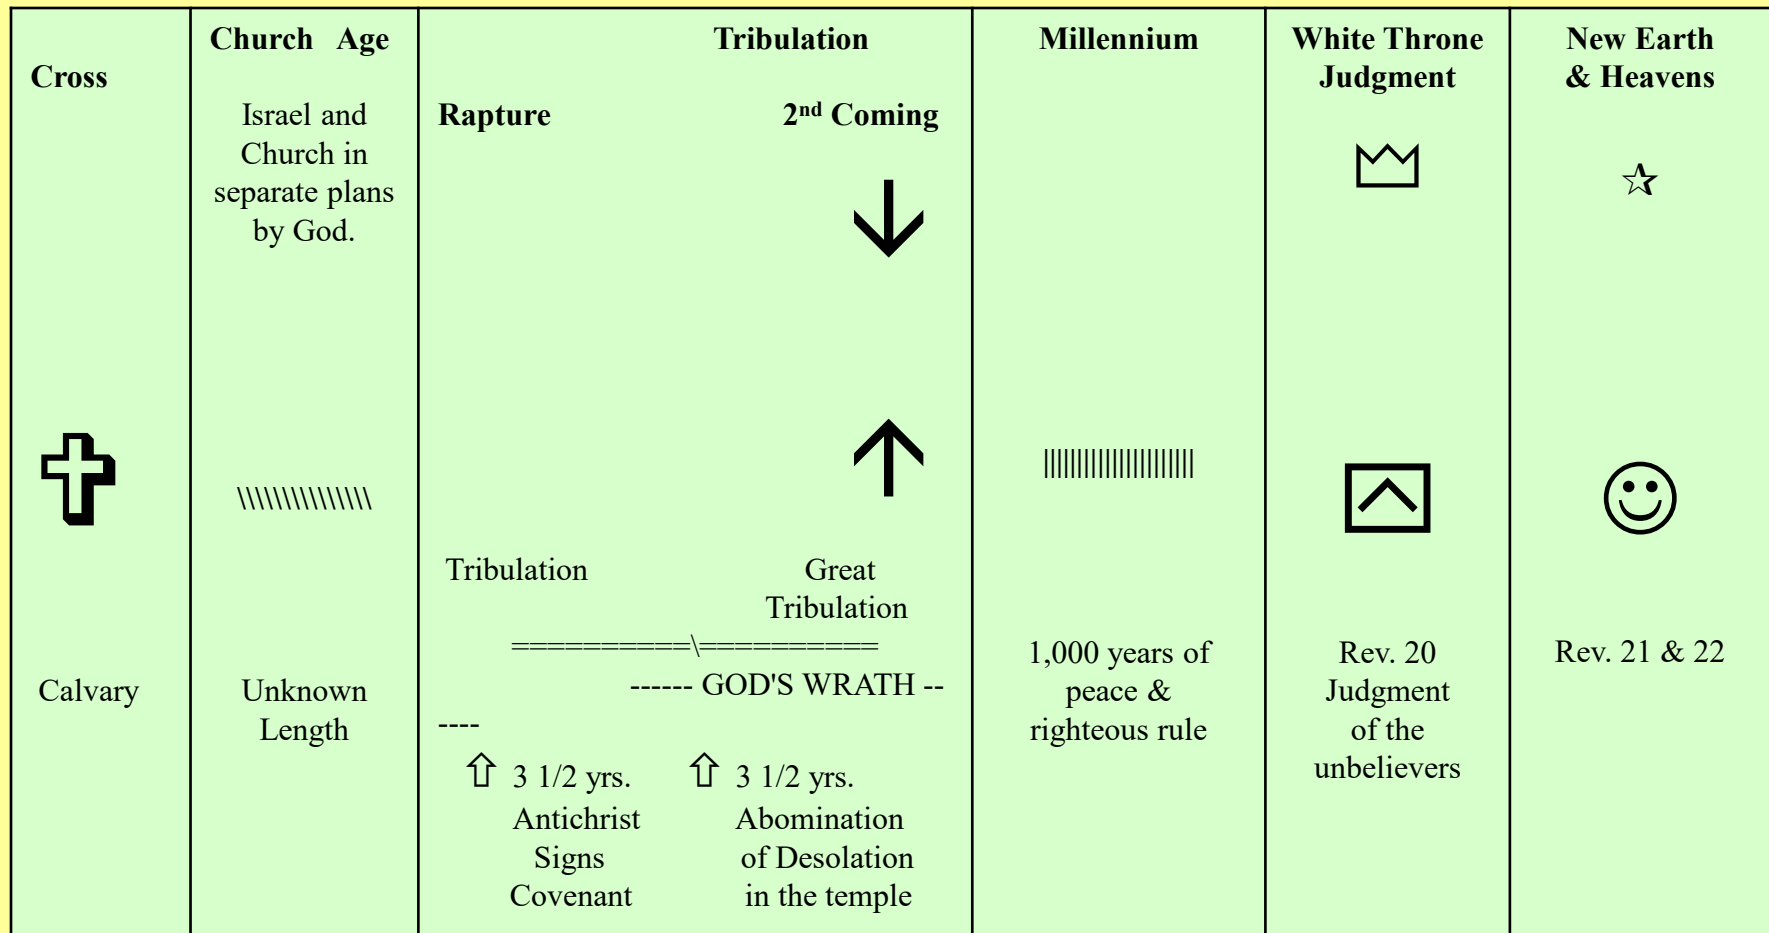 Cross
Calvary
Church Age
Israel and
Church in
separate plans
by God.
\\\\\\\\\\\\\\\
Unknown
Length
Tribulation
Rapture 2nd Coming
Tribulation Great
Tribulation
==========\==========
------ GOD'S WRATH --
----
⇧ 3 1/2 yrs. ⇧ 3 1/2 yrs.
Antichrist Abomination
Signs of Desolation
Covenant in the temple
Millennium
||||||||||||||||||||||
1,000 years of
peace &
righteous rule
White Throne
Judgment
Rev. 20
Judgment
of the
unbelievers
New Earth
& Heavens
Rev. 21 & 22